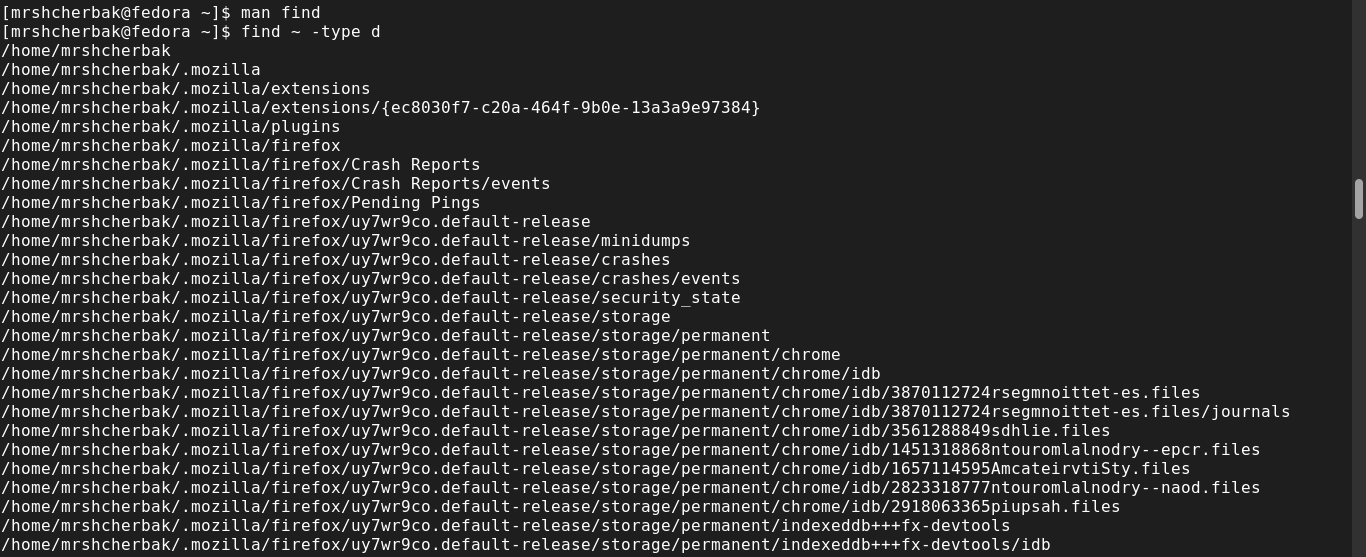 [mrshcherbak@fedora ~]$ man find
[mrshcherbak@fedora ~]$ find ~ -type d
/home/mrshcherbak
/home/mrshcherbak/.mozilla
/home/mrshcherbak/.mozilla/extensions
/home/mrshcherbak/.mozilla/extensions/{ec8030f7-c20a-464f-9b0e-13a3a9e97384}
/home/mrshcherbak/.mozilla/plugins
/home/mrshcherbak/.mozilla/firefox
/home/mrshcherbak/.mozilla/firefox/Crash Reports
/home/mrshcherbak/.mozilla/firefox/Crash Reports/events
/home/mrshcherbak/.mozilla/firefox/Pending Pings
/home/mrshcherbak/.mozilla/firefox/uy7wr9co.default-release
/home/mrshcherbak/.mozilla/firefox/uy7wr9co.default-release/minidumps
/home/mrshcherbak/.mozilla/firefox/uy7wr9co.default-release/crashes
/home/mrshcherbak/.mozilla/firefox/uy7wr9co.default-release/crashes/events
/home/mrshcherbak/.mozilla/firefox/uy7wr9co.default-release/security_state
/home/mrshcherbak/.mozilla/firefox/uy7wr9co.default-release/storage
/home/mrshcherbak/.mozilla/firefox/uy7wr9co.default-release/storage/permanent
/home/mrshcherbak/.mozilla/firefox/uy7wr9co.default-release/storage/permanent/chrome
/home/mrshcherbak/.mozilla/firefox/uy7wr9co.default-release/storage/permanent/chrome/idb
/home/mrshcherbak/.mozilla/firefox/uy7wr9co.default-release/storage/permanent/chrome/idb/3870112724rsegmnoittet-es.files
/home/mrshcherbak/.mozilla/firefox/uy7wr9co.default-release/storage/permanent/chrome/idb/3870112724rsegmnoittet-es.files/journals
/home/mrshcherbak/.mozilla/firefox/uy7wr9co.default-release/storage/permanent/chrome/idb/3561288849sdhlie.files
/home/mrshcherbak/.mozilla/firefox/uy7wr9co.default-release/storage/permanent/chrome/idb/1451318868ntouromlalnodry--epcr.files
/home/mrshcherbak/.mozilla/firefox/uy7wr9co.default-release/storage/permanent/chrome/idb/1657114595AmcateirvtiSty.files
/home/mrshcherbak/.mozilla/firefox/uy7wr9co.default-release/storage/permanent/chrome/idb/2823318777ntouromlalnodry--naod.files
/home/mrshcherbak/.mozilla/firefox/uy7wr9co.default-release/storage/permanent/chrome/idb/2918063365piupsah.files
/home/mrshcherbak/.mozilla/firefox/uy7wr9co.default-release/storage/permanent/indexeddb+++fx-devtools
/home/mrshcherbak/.mozilla/firefox/uy7wr9co.default-release/storage/permanent/indexeddb+++fx-devtools/idb